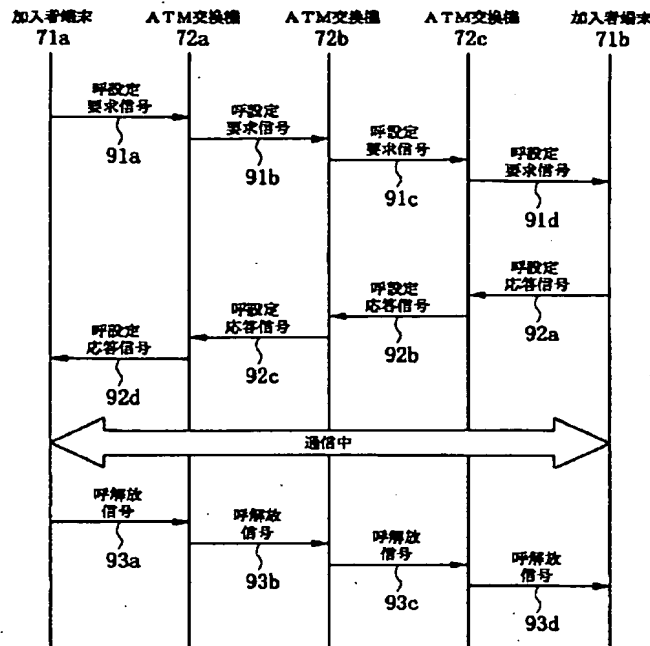 加入者端末 ATM交換機 ATM交換機 ATM交換機 加入者端末
71a 72a 72b 72c 71b
呼設定
要求信号
91a
呼設定
要求信号
91b
呼設定
要求信号
91c
呼設定
要求信号
91d
呼設定
応答信号
92a
呼設定
応答信号
92b
呼設定
応答信号
92c
呼設定
応答信号
92d
通信中
呼解放
信号
93a
呼解放
信号
93b
呼解放
信号
93c
呼解放
信号
93d